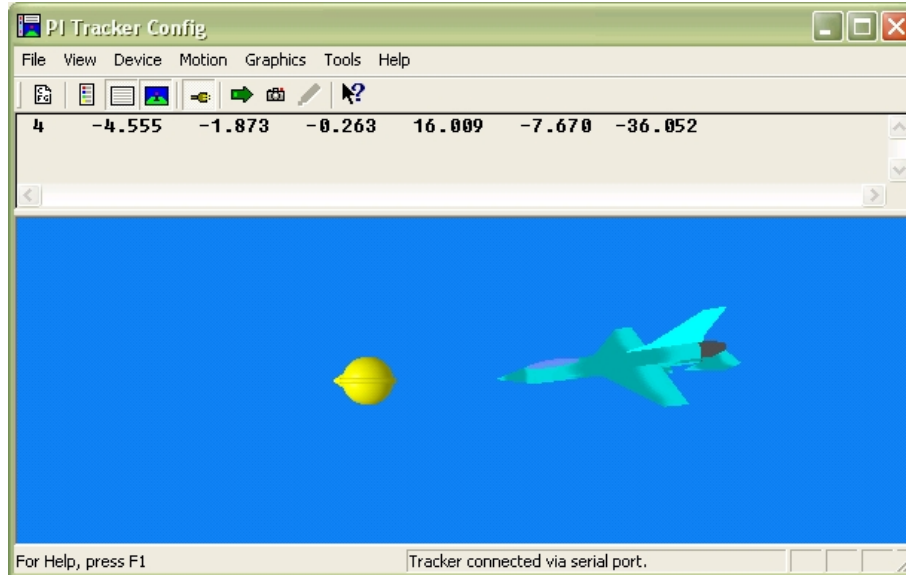 PI Tracker Config
File View Device Motion Graphics Tools Help
CFG
4 -4.555 -1.873 -0.263 16.009 -7.670 -36.052
For Help, press F1 Tracker connected via serial port.